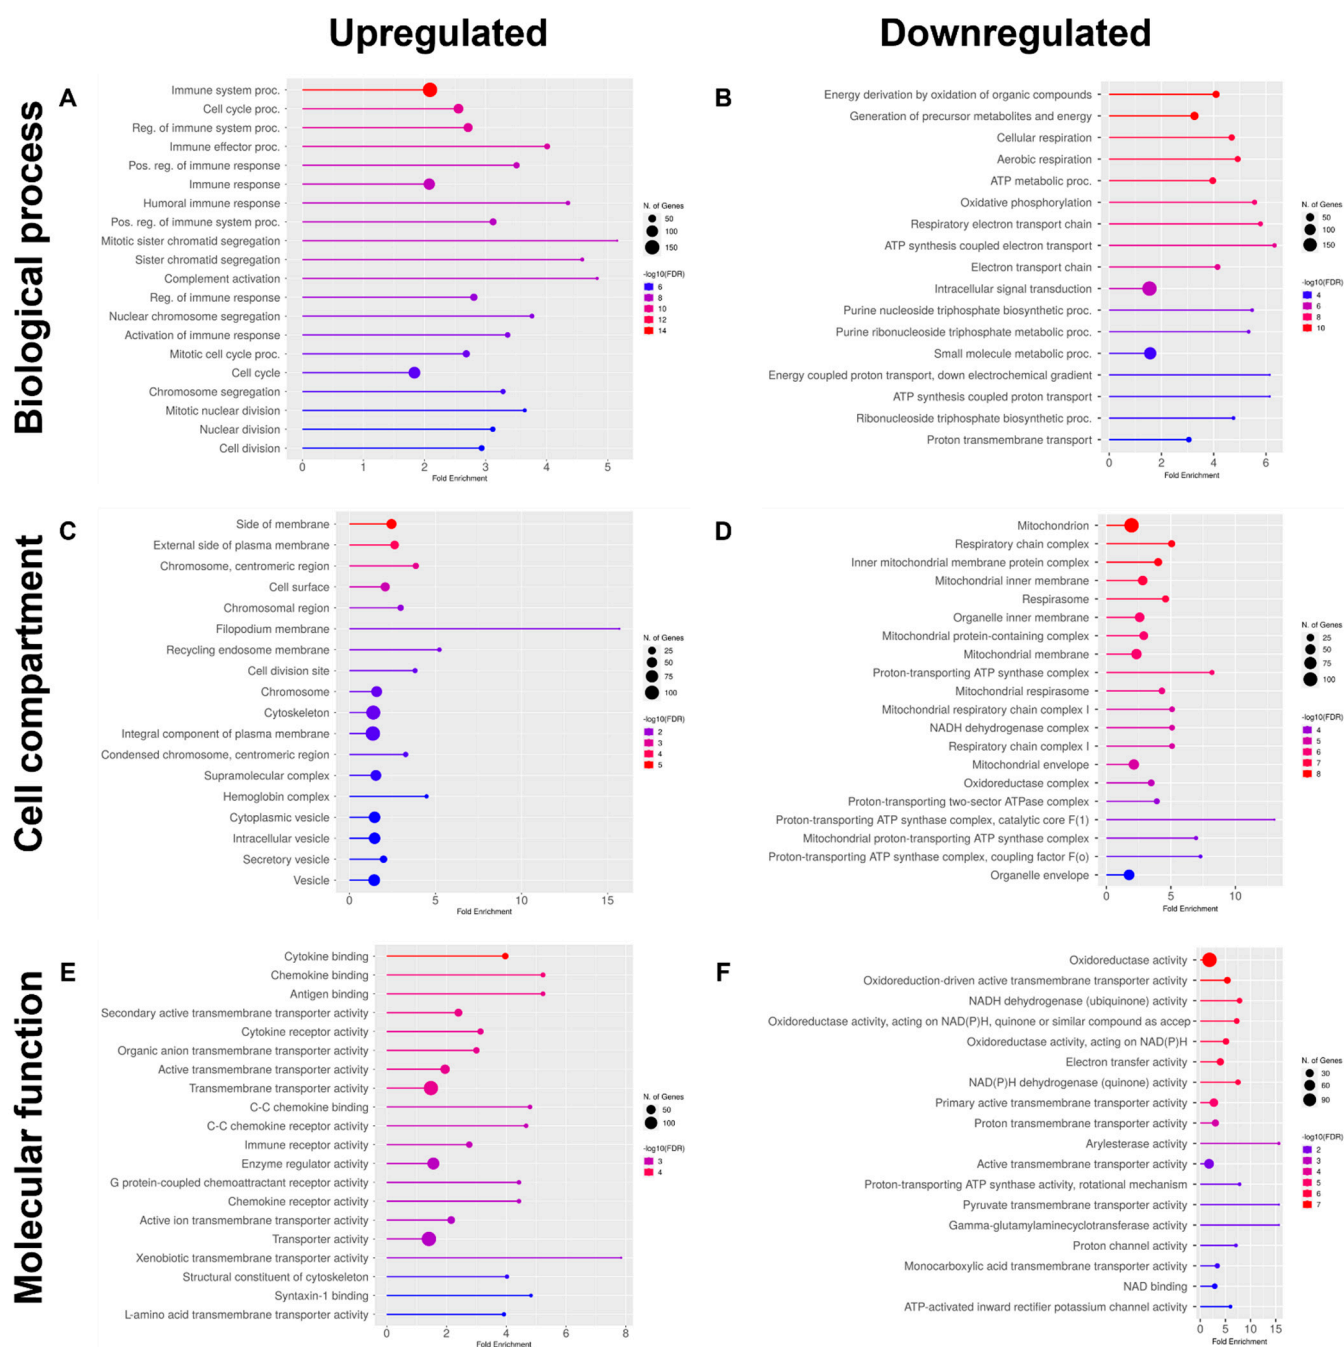 Upregulated
Downregulated
Biological process
A
Immune system proc.
Cell cycle proc.
Reg. of immune system proc.
Immune effector proc.
Pos. reg. of immune response
Immune response
Humoral immune response
Pos. reg. of immune system proc.
Mitotic sister chromatid segregation
Sister chromatid segregation
Complement activation
Reg. of immune response
Nuclear chromosome segregation
Activation of immune response
Mitotic cell cycle proc.
Cell cycle
Chromosome segregation
Mitotic nuclear division
Nuclear division
Cell division
0 1 2 3 4 5
Fold Enrichment
N. of Genes
50
100
150
-log10(FDR)
6
8
10
12
14
B
Energy derivation by oxidation of organic compounds
Generation of precursor metabolites and energy
Cellular respiration
Aerobic respiration
ATP metabolic proc.
Oxidative phosphorylation
Respiratory electron transport chain
ATP synthesis coupled electron transport
Electron transport chain
Intracellular signal transduction
Purine nucleoside triphosphate biosynthetic proc.
Purine ribonucleoside triphosphate metabolic proc.
Small molecule metabolic proc.
Energy coupled proton transport, down electrochemical gradient
ATP synthesis coupled proton transport
Ribonucleoside triphosphate biosynthetic proc.
Proton transmembrane transport
0 2 4 6
Fold Enrichment
N. of Genes
50
100
150
-log10(FDR)
4
6
8
10
Cell compartment
C
Side of membrane
External side of plasma membrane
Chromosome, centromeric region
Cell surface
Chromosomal region
Filopodium membrane
Recycling endosome membrane
Cell division site
Chromosome
Cytoskeleton
Integral component of plasma membrane
Condensed chromosome, centromeric region
Supramolecular complex
Hemoglobin complex
Cytoplasmic vesicle
Intracellular vesicle
Secretory vesicle
Vesicle
0 5 10 15
Fold Enrichment
N. of Genes
25
50
75
100
-log10(FDR)
2
3
4
5
D
Mitochondrion
Respiratory chain complex
Inner mitochondrial membrane protein complex
Mitochondrial inner membrane
Respirasome
Organelle inner membrane
Mitochondrial protein-containing complex
Mitochondrial membrane
Proton-transporting ATP synthase complex
Mitochondrial respirasome
Mitochondrial respiratory chain complex I
NADH dehydrogenase complex
Respiratory chain complex I
Mitochondrial envelope
Oxidoreductase complex
Proton-transporting two-sector ATPase complex
Proton-transporting ATP synthase complex, catalytic core F(1)
Mitochondrial proton-transporting ATP synthase complex
Proton-transporting ATP synthase complex, coupling factor F(o)
Organelle envelope
0 5 10
Fold Enrichment
N. of Genes
25
50
75
100
-log10(FDR)
4
5
6
7
8
Molecular function
E
Cytokine binding
Chemokine binding
Antigen binding
Secondary active transmembrane transporter activity
Cytokine receptor activity
Organic anion transmembrane transporter activity
Active transmembrane transporter activity
Transmembrane transporter activity
C-C chemokine binding
C-C chemokine receptor activity
Immune receptor activity
Enzyme regulator activity
G protein-coupled chemoattractant receptor activity
Chemokine receptor activity
Active ion transmembrane transporter activity
Transporter activity
Xenobiotic transmembrane transporter activity
Structural constituent of cytoskeleton
Syntaxin-1 binding
L-amino acid transmembrane transporter activity
0 2 4 6 8
Fold Enrichment
N. of Genes
50
100
-log10(FDR)
3
4
F
Oxidoreductase activity
Oxidoreduction-driven active transmembrane transporter activity
NADH dehydrogenase (ubiquinone) activity
Oxidoreductase activity, acting on NAD(P)H, quinone or similar compound as accep
Oxidoreductase activity, acting on NAD(P)H
Electron transfer activity
NAD(P)H dehydrogenase (quinone) activity
Primary active transmembrane transporter activity
Proton transmembrane transporter activity
Arylesterase activity
Active transmembrane transporter activity
Proton-transporting ATP synthase activity, rotational mechanism
Pyruvate transmembrane transporter activity
Gamma-glutamylaminecyclotransferase activity
Proton channel activity
Monocarboxylic acid transmembrane transporter activity
NAD binding
ATP-activated inward rectifier potassium channel activity
0 5 10 15
Fold Enrichment
N. of Genes
30
60
90
-log10(FDR)
2
3
4
5
6
7